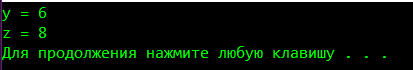 y = 6
z = 8
Для продолжения нажмите любую клавишу . . .